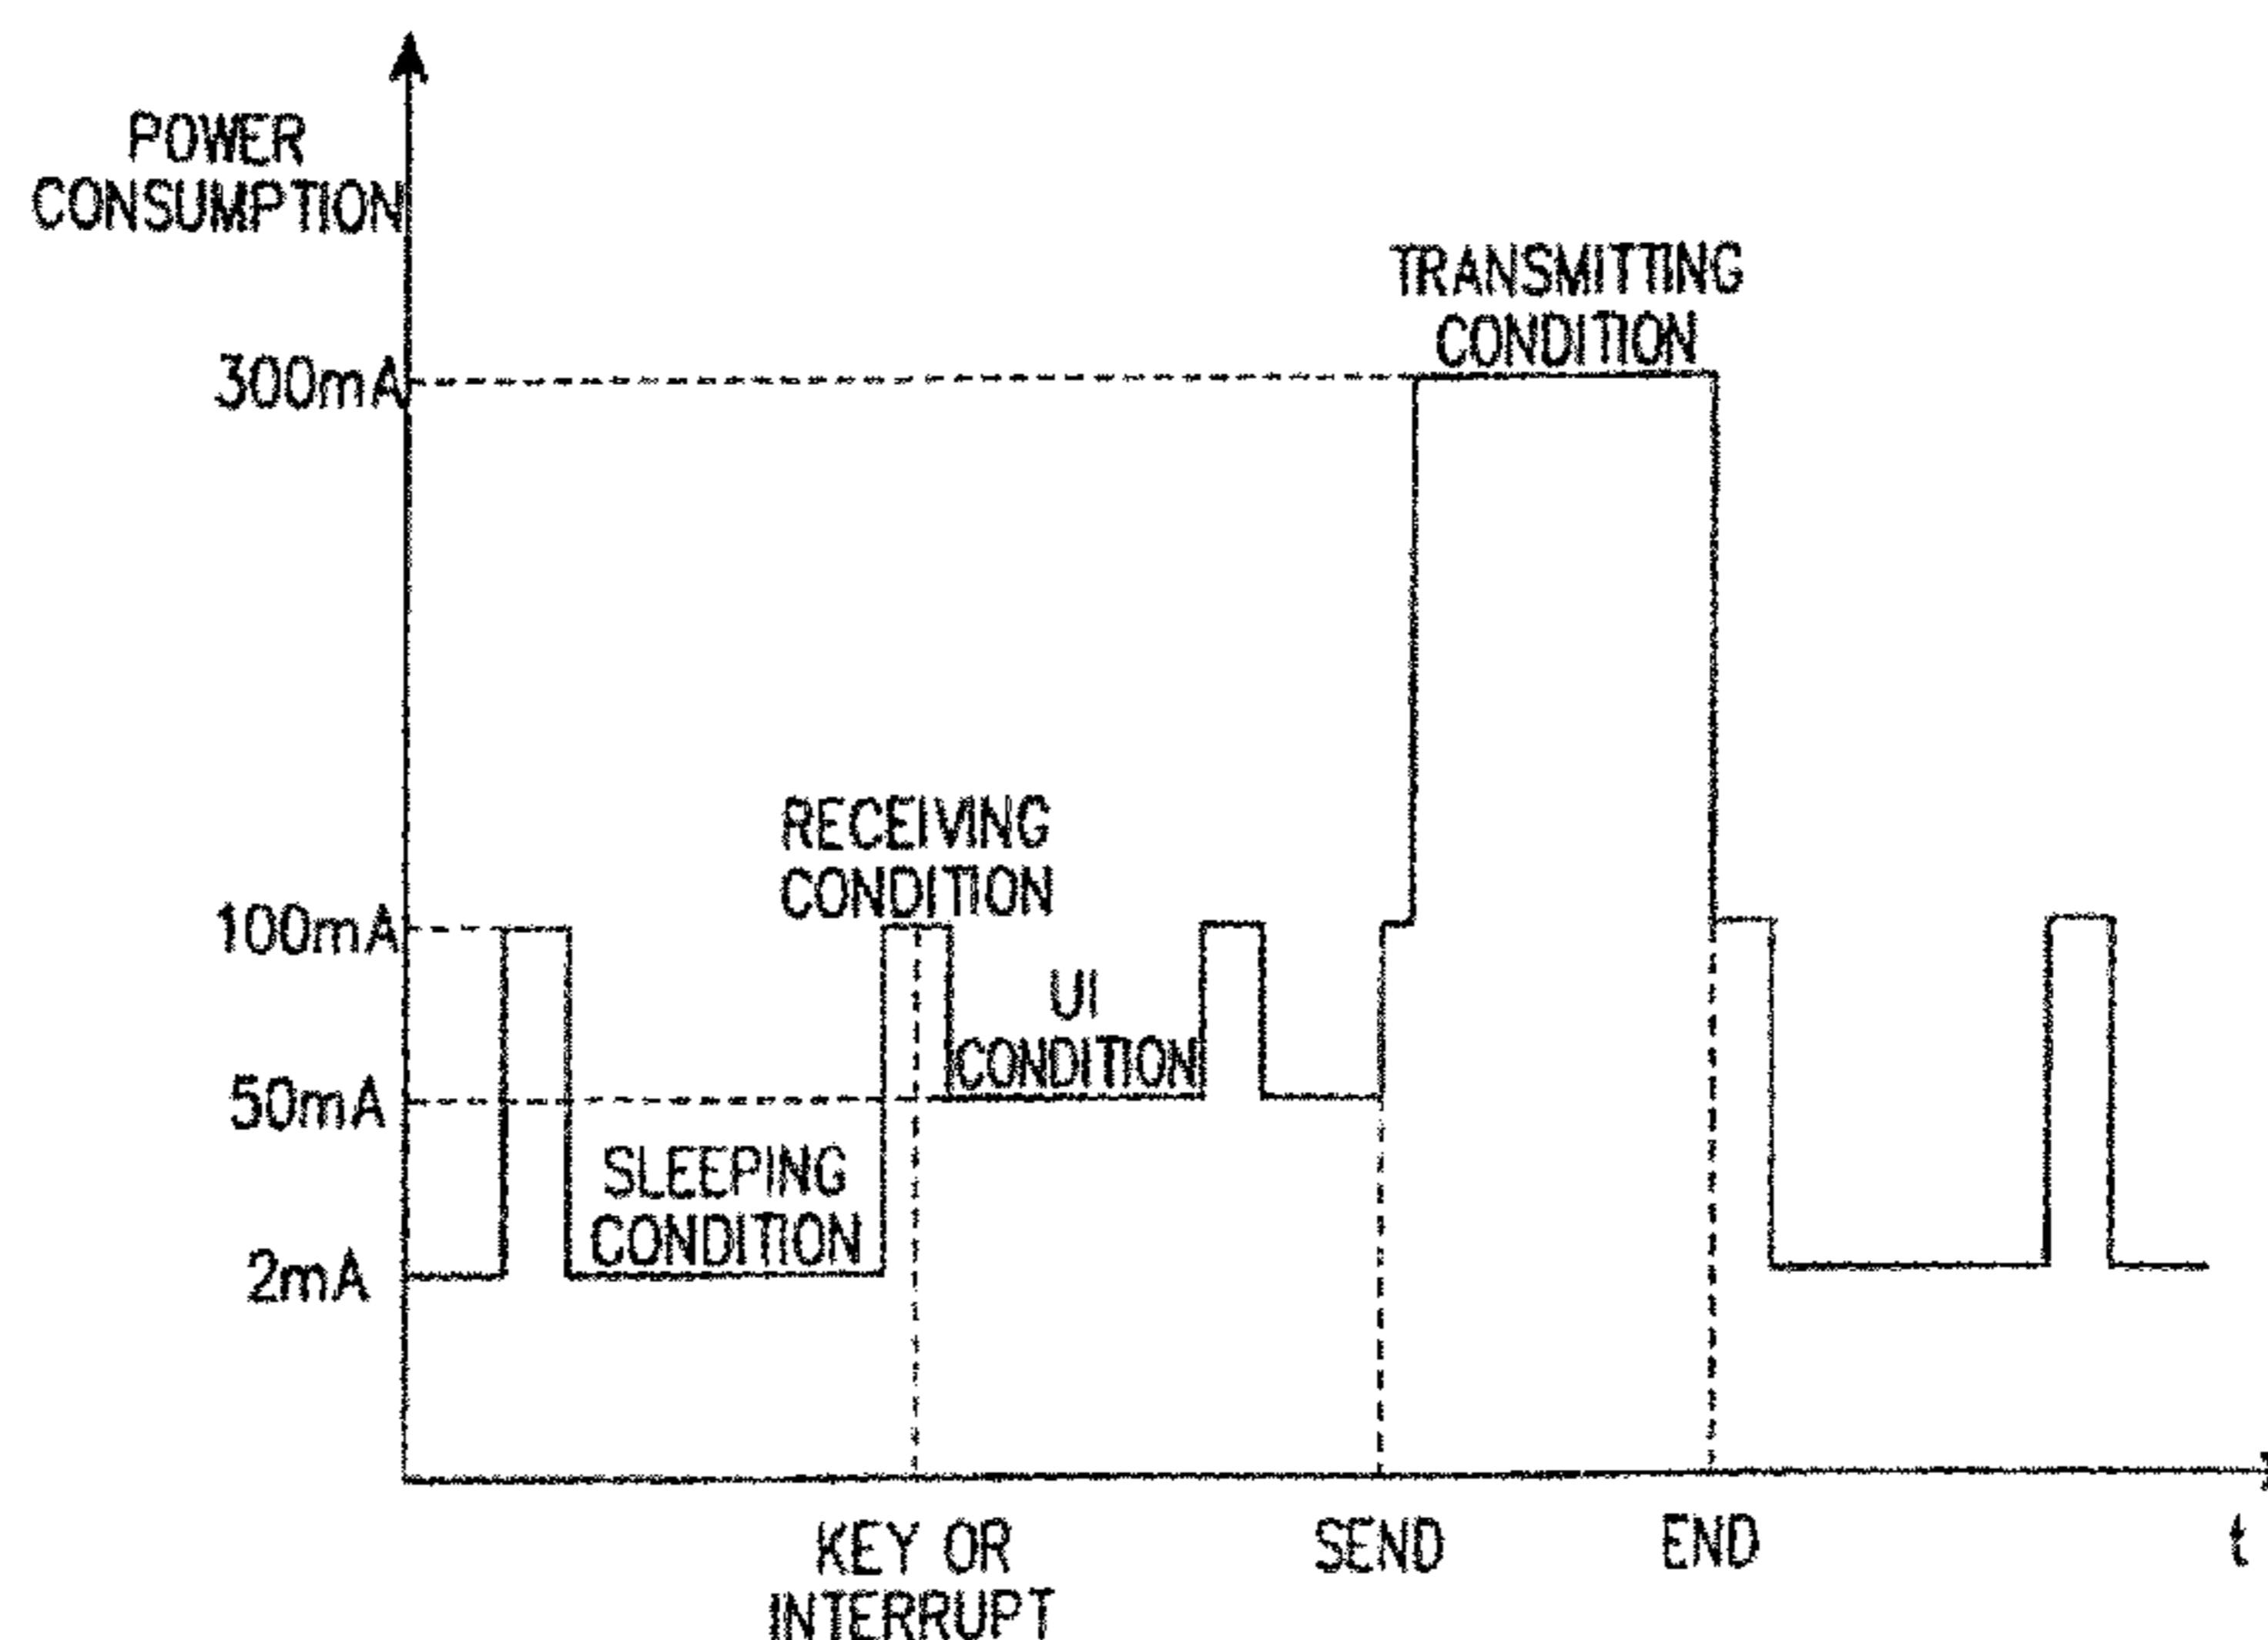 POWER
CONSUMPTION
TRANSMITTING
CONDITION
300mA
RECEIVING
CONDITION
100mA
UI
CONDITION
50mA
SLEEPING
CONDITION
2mA
KEY OR
INTERRUPT
SEND
END
t